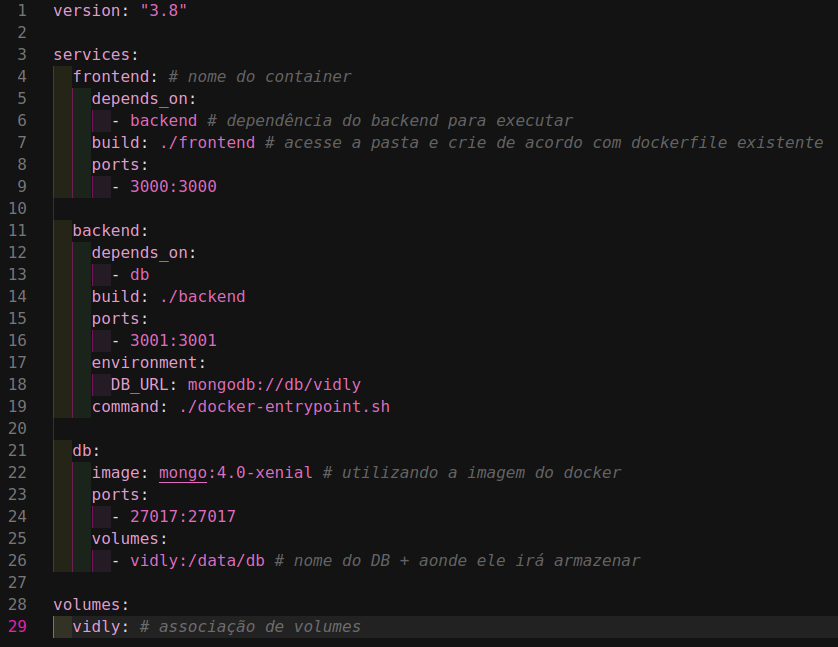 1 version: "3.8"
2
3 services:
4   frontend: # nome do container
5     depends_on:
6       - backend # dependência do backend para executar
7     build: ./frontend # acesse a pasta e crie de acordo com dockerfile existente
8     ports:
9       - 3000:3000
10
11   backend:
12     depends_on:
13       - db
14     build: ./backend
15     ports:
16       - 3001:3001
17     environment:
18       DB_URL: mongodb://db/vidly
19     command: ./docker-entrypoint.sh
20
21   db:
22     image: mongo:4.0-xenial # utilizando a imagem do docker
23     ports:
24       - 27017:27017
25     volumes:
26       - vidly:/data/db # nome do DB + aonde ele irá armazenar
27
28 volumes:
29   vidly: # associação de volumes